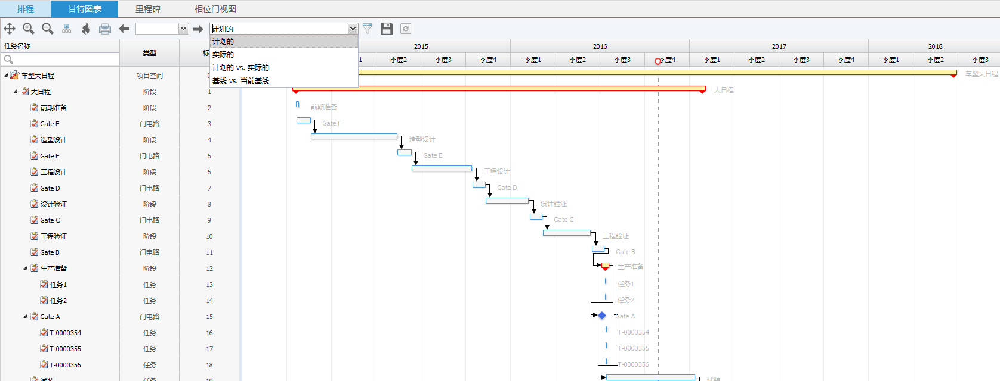 排程 甘特图表 里程碑 相位门视图
计划的
计划的
实际的
计划的 vs. 实际的
基线 vs. 当前基线
任务名称 类型 标
2015 2016 2017 2018
1 季度2 季度3 季度4 季度1 季度2 季度3 季度4 季度1 季度2 季度3 季度4 季度1 季度2 季度3
车型大日程 项目空间 车型大日程
大日程 阶段 1 大日程
前期准备 阶段 2 前期准备
Gate F 门电路 3 Gate F
造型设计 阶段 4 造型设计
Gate E 门电路 5 Gate E
工程设计 阶段 6 工程设计
Gate D 门电路 7 Gate D
设计验证 阶段 8 设计验证
Gate C 门电路 9 Gate C
工程验证 阶段 10 工程验证
Gate B 门电路 11 Gate B
生产准备 阶段 12 生产准备
任务1 任务 13 任务1
任务2 任务 14 任务2
Gate A 门电路 15 Gate A
T-0000354 任务 16 T-0000354
T-0000355 任务 17 T-0000355
T-0000356 任务 18 T-0000356
试装 任务 19 试装